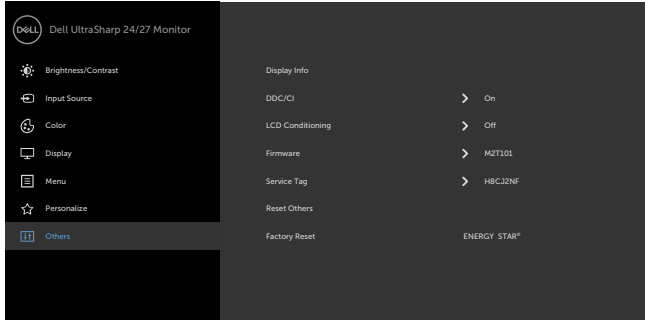 DELL
Dell UltraSharp 24/27 Monitor
Brightness/Contrast
Input Source
Color
Display
Menu
Personalize
Others
Display Info
DDC/CI On
LCD Conditioning Off
Firmware M2T101
Service Tag H8CJ2NF
Reset Others
Factory Reset ENERGY STAR®